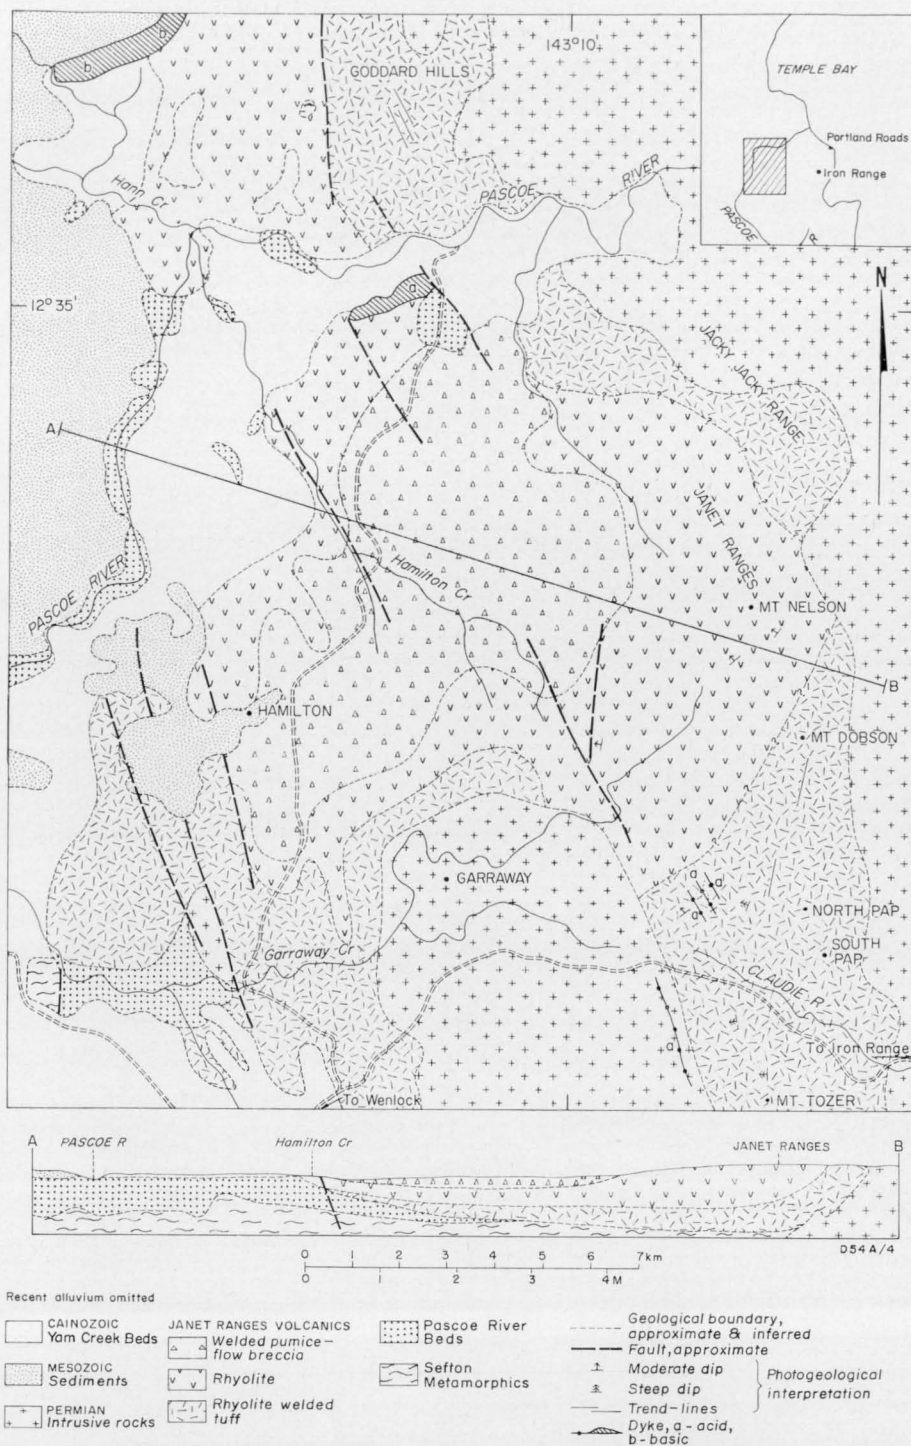 143°10'
TEMPLE BAY
Portland Roads
Iron Range
PASCOE
R
GODDARD HILLS
b
b
Hann Cr
PASCOE RIVER
12°35'
a
N
JACKY JACKY RANGE
A
JANET RANGES
PASCOE RIVER
Hamilton Cr
MT NELSON
B
HAMILTON
MT DOBSON
GARRAWAY
a
a
a
NORTH PAP
SOUTH PAP
Garraway Cr
CLAUDIE R
a
To Iron Range
To Wenlock
MT TOZER
A
PASCOE R
Hamilton Cr
JANET RANGES
B
D54A/4
0 1 2 3 4 5 6 7km
0 1 2 3 4 M
Recent alluvium omitted
CAINOZOIC
Yam Creek Beds
MESOZOIC
Sediments
PERMIAN
Intrusive rocks
JANET RANGES VOLCANICS
Welded pumice-
flow breccia
Rhyolite
Rhyolite welded
tuff
Pascoe River
Beds
Sefton
Metamorphics
Geological boundary,
approximate & inferred
Fault, approximate
Moderate dip
Steep dip
Trend-lines
Photogeological
interpretation
Dyke, a-acid,
b-basic